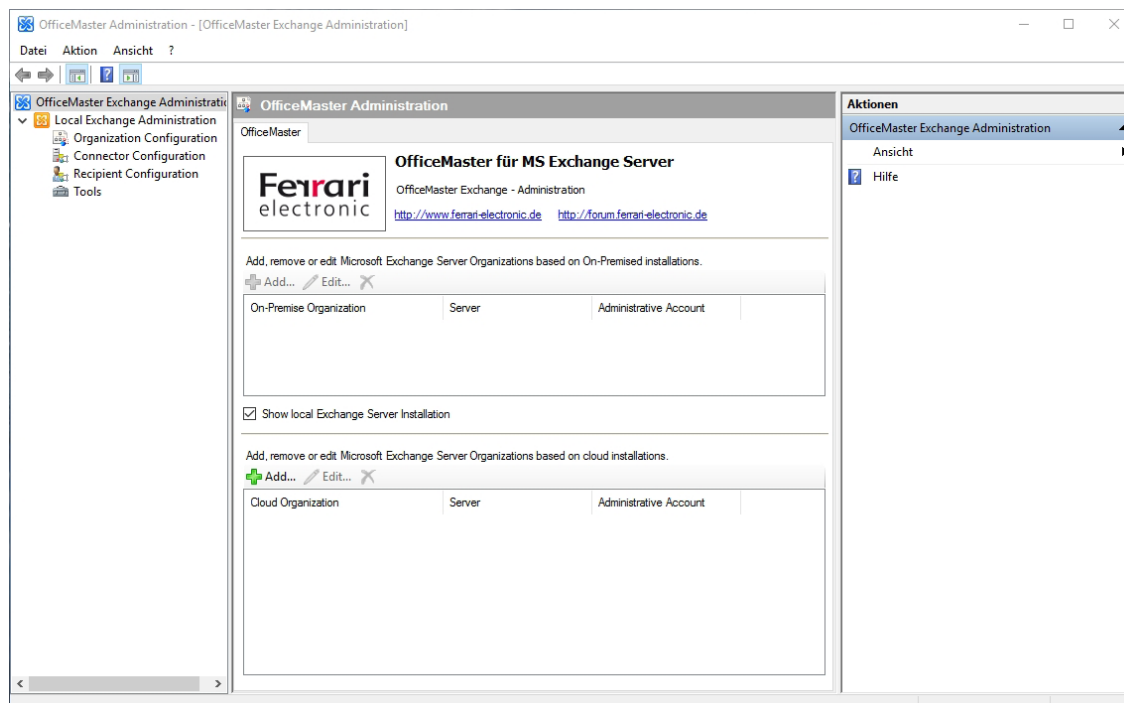 OfficeMaster Administration - [OfficeMaster Exchange Administration]
Datei Aktion Ansicht ?
OfficeMaster Exchange Administratic
Local Exchange Administration
Organization Configuration
Connector Configuration
Recipient Configuration
Tools
OfficeMaster Administration
OfficeMaster
Ferrari
electronic
OfficeMaster für MS Exchange Server
OfficeMaster Exchange - Administration
http://www.ferrari-electronic.de http://forum.ferrari-electronic.de
Add, remove or edit Microsoft Exchange Server Organizations based on On-Premised installations.
Add... Edit...
On-Premise Organization Server Administrative Account
Show local Exchange Server Installation
Add, remove or edit Microsoft Exchange Server Organizations based on cloud installations.
Add... Edit...
Cloud Organization Server Administrative Account
Aktionen
OfficeMaster Exchange Administration
Ansicht
Hilfe